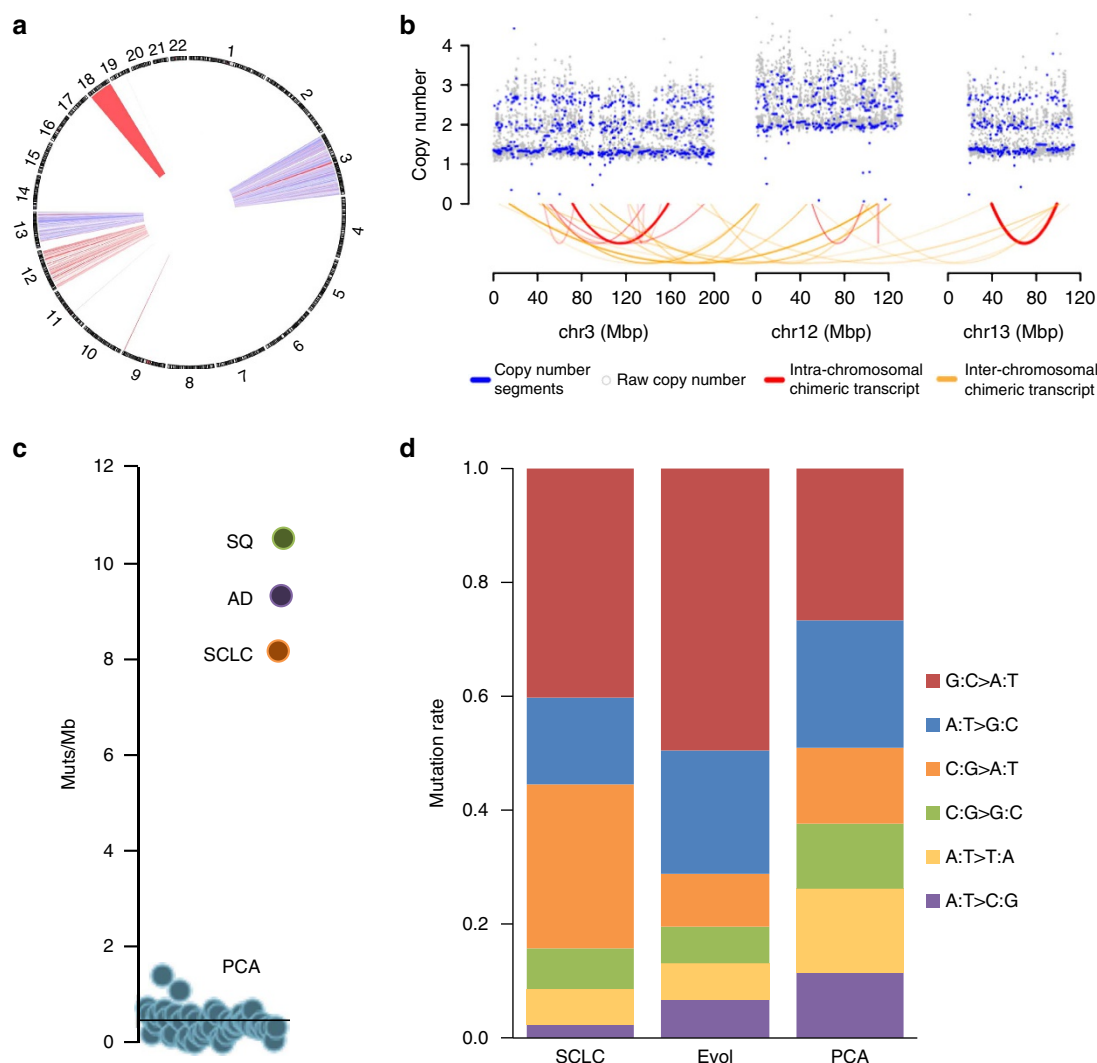 a
1
2
3
4
5
6
7
8
9
10
11
12
13
14
15
16
17
18
19
20
21
22
b
Copy number
4
3
2
1
0
0 40 80 120 160 200
0 40 80 120
0 40 80 120
chr3 (Mbp)
chr12 (Mbp)
chr13 (Mbp)
Copy number
segments
Raw copy number
Intra-chromosomal
chimeric transcript
Inter-chromosomal
chimeric transcript
c
Muts/Mb
12
10
8
6
4
2
0
SQ
AD
SCLC
PCA
d
Mutation rate
1.0
0.8
0.6
0.4
0.2
0.0
SCLC
Evol
PCA
G:C>A:T
A:T>G:C
C:G>A:T
C:G>G:C
A:T>T:A
A:T>C:G